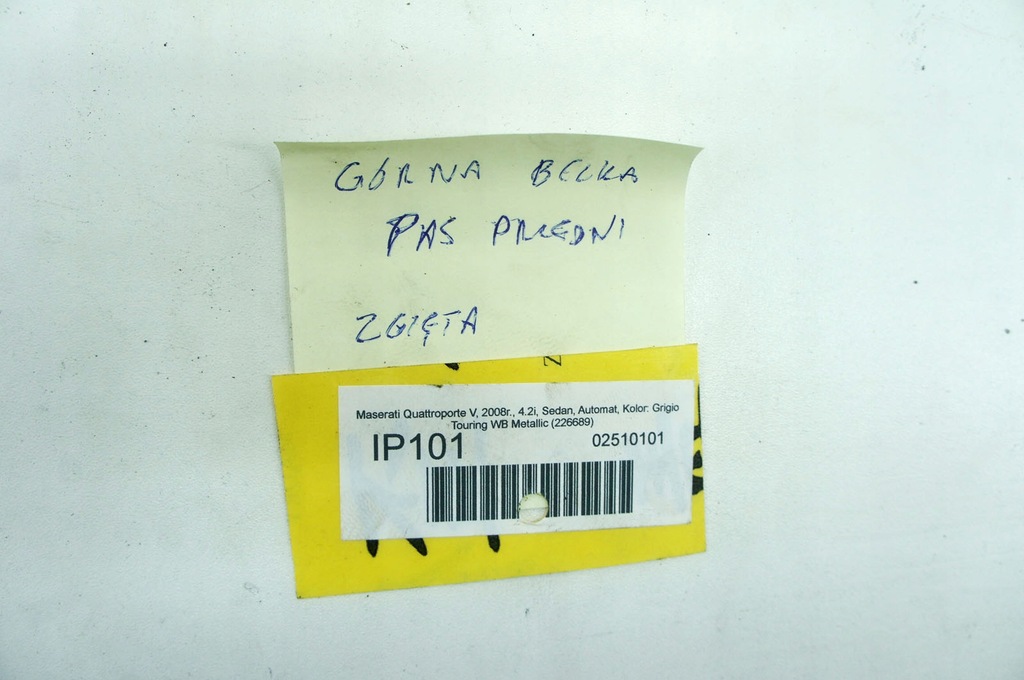 GÓRNA BELKA
PAS PRZEDNI
ZGIĘTA
Maserati Quattroporte V, 2008r., 4.2i, Sedan, Automat, Kolor: Grigio
Touring WB Metallic (226689)
IP101
02510101